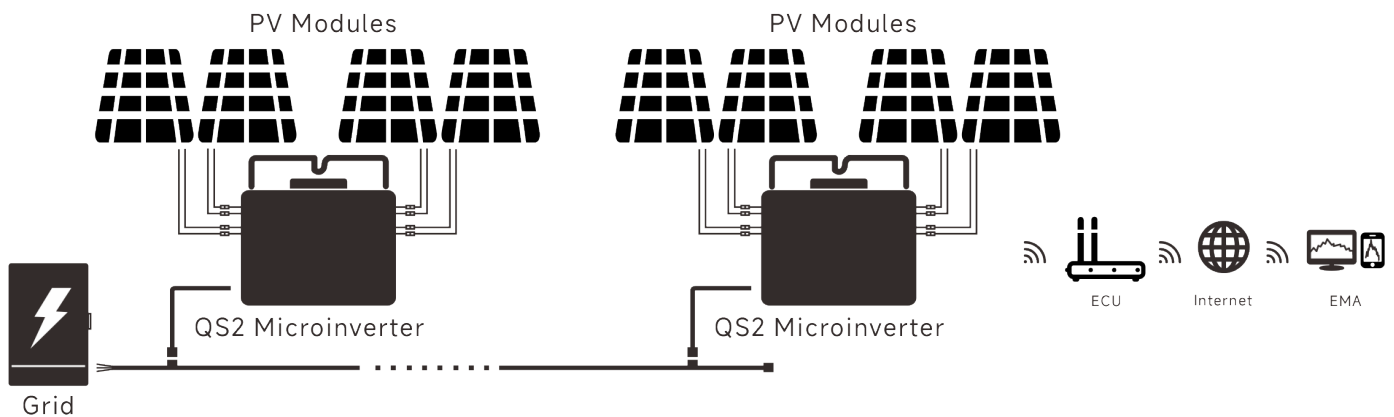 PV Modules
PV Modules
QS2 Microinverter
QS2 Microinverter
ECU
Internet
EMA
Grid